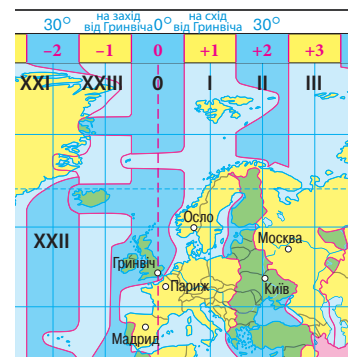 на захід на схід
30° від Гринвіча 0° від Гринвіча 30°
–2 –1 0 +1 +2 +3
XXI XXIII 0 I II III
Осло
XXII Москва
Гринвіч
Париж Київ
Мадрид